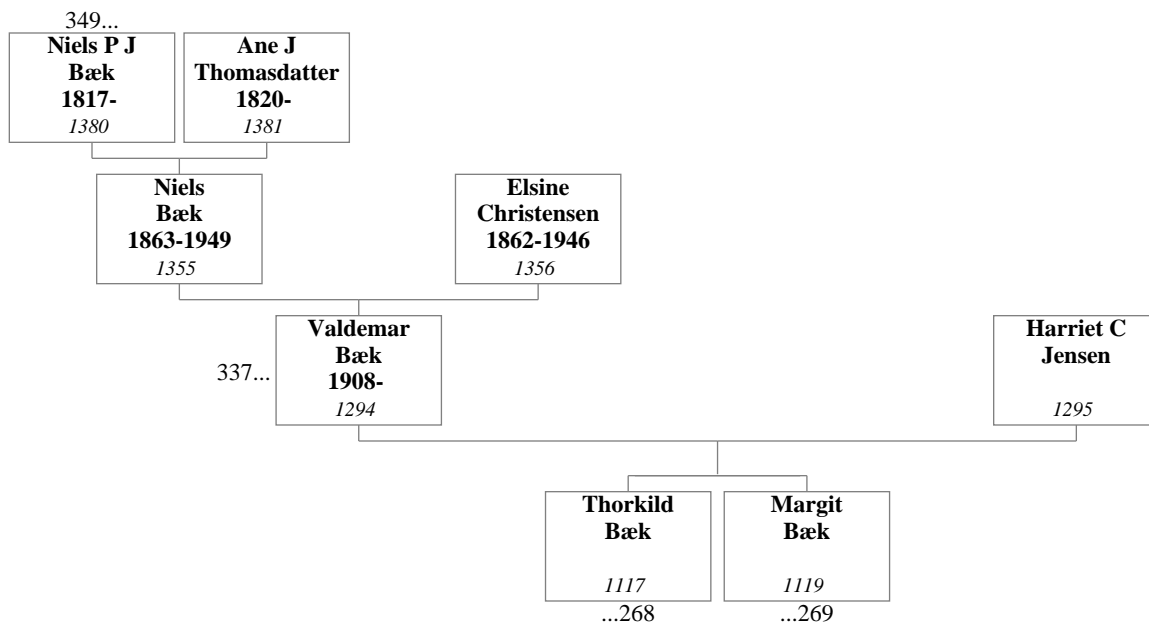 349...
Niels P J
Bæk
1817-
1380
Ane J
Thomasdatter
1820-
1381
Niels
Bæk
1863-1949
1355
Elsine
Christensen
1862-1946
1356
337...
Valdemar
Bæk
1908-
1294
Harriet C
Jensen
1295
Thorkild
Bæk
1117
...268
Margit
Bæk
1119
...269